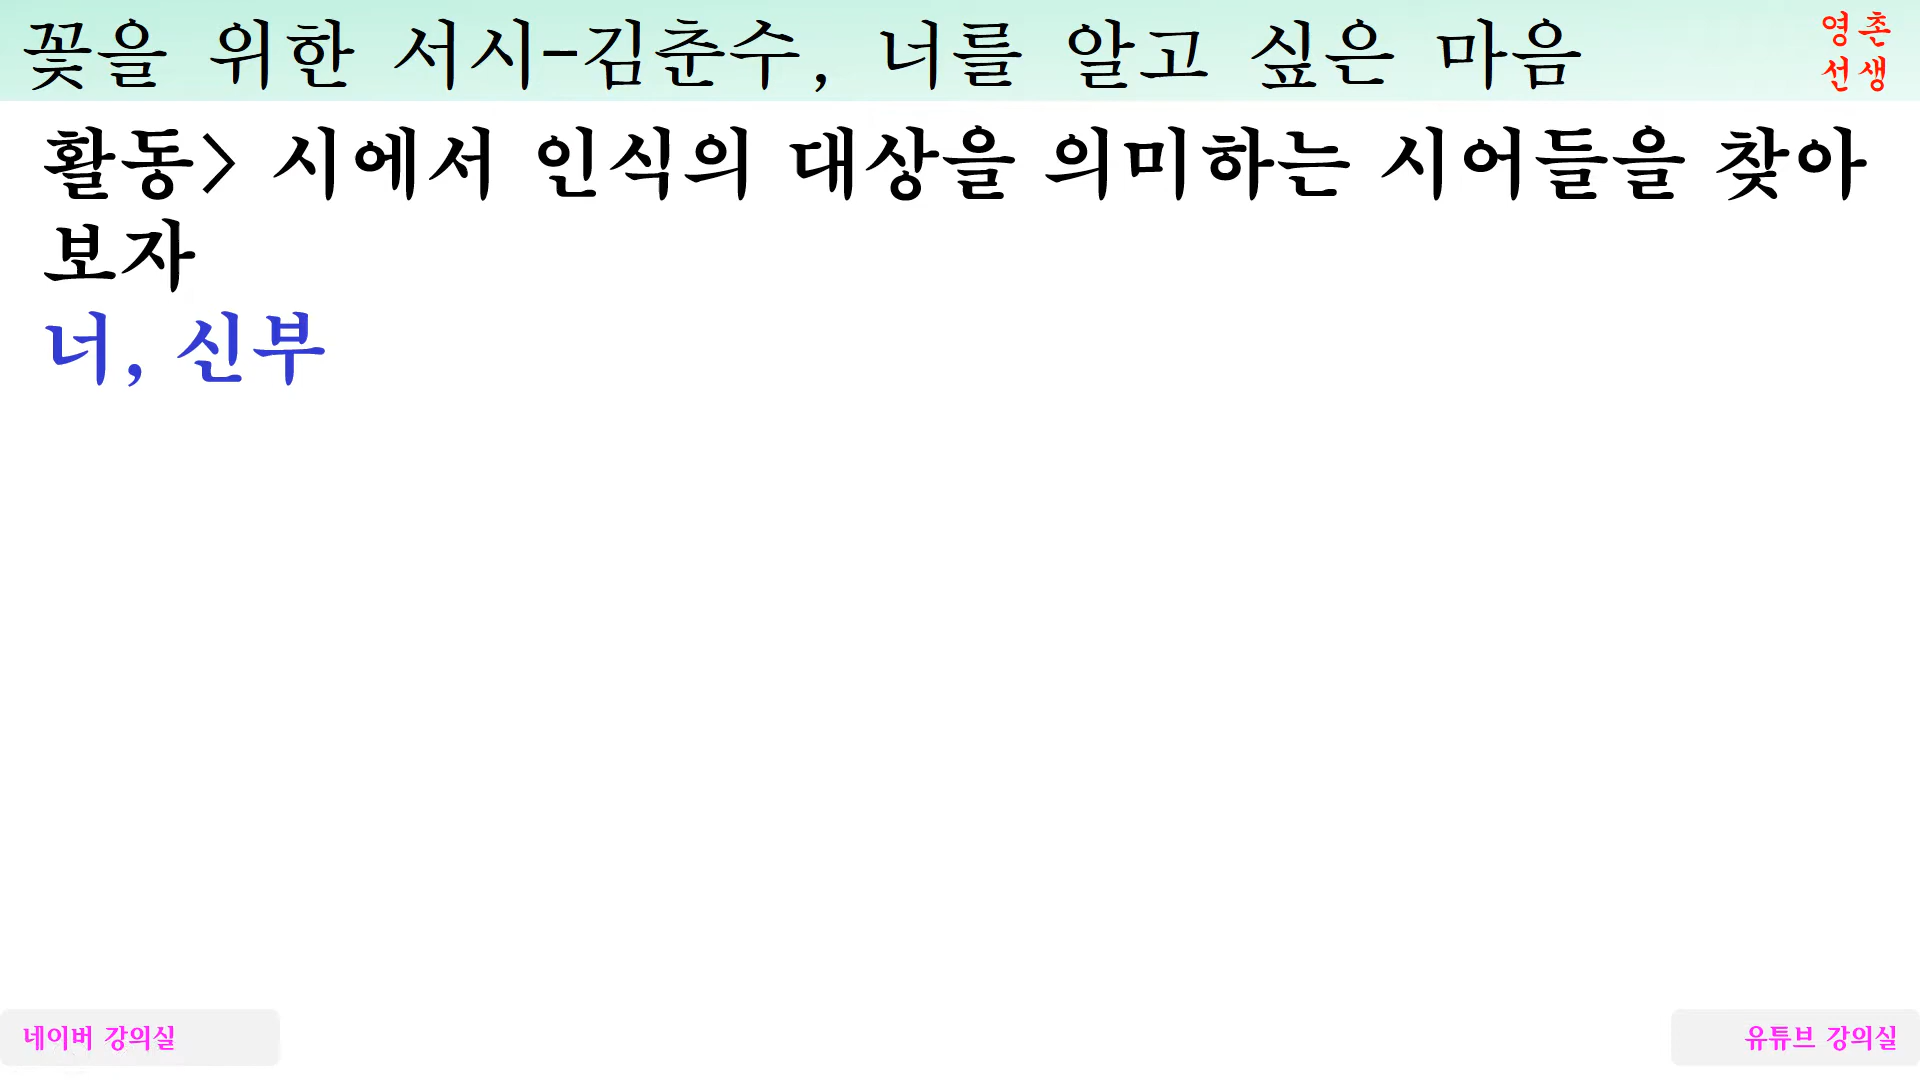 꽃을 위한 서시-김춘수, 너를 알고 싶은 마음
영촌
선생
활동> 시에서 인식의 대상을 의미하는 시어들을 찾아
보자
너, 신부
네이버 강의실
유튜브 강의실